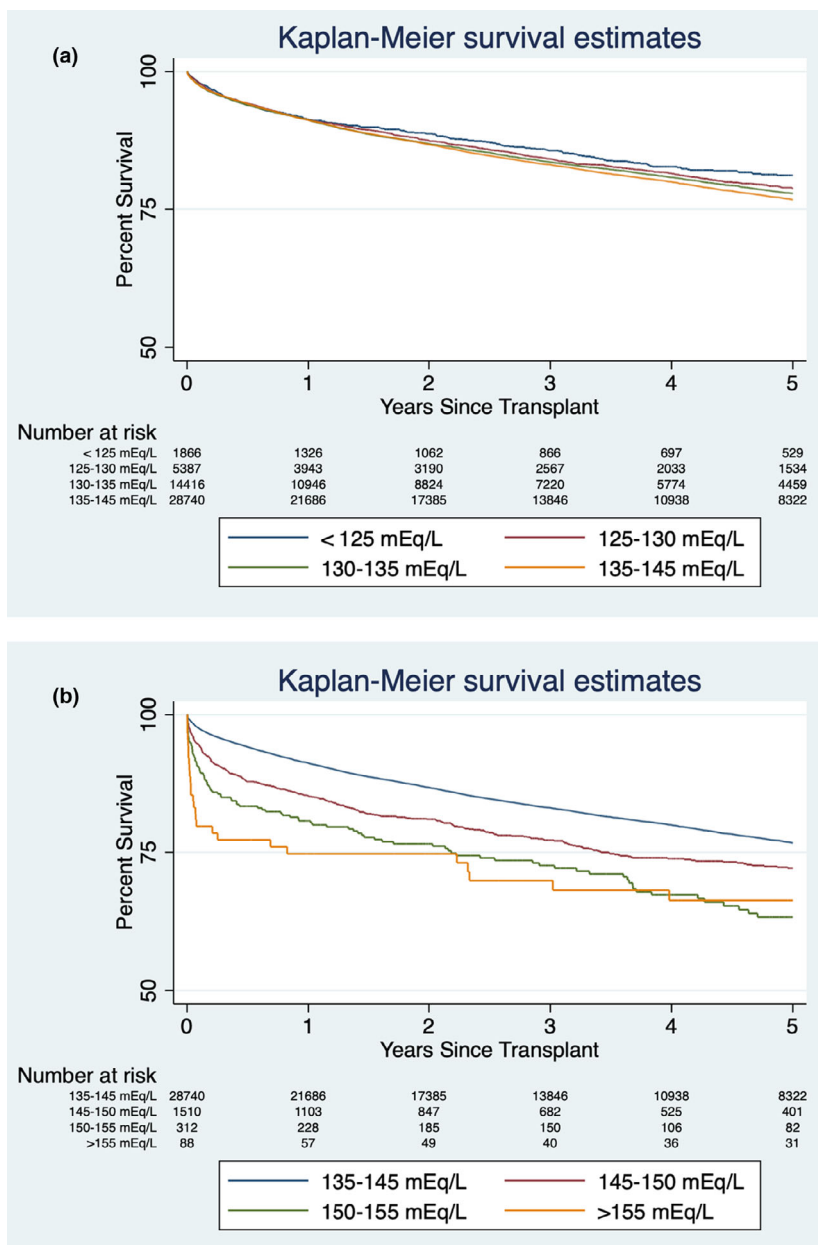 (a)
Kaplan-Meier survival estimates
Percent Survival
100
75
50
0 1 2 3 4 5
Years Since Transplant
Number at risk
< 125 mEq/L 1866 1326 1062 866 697 529
125-130 mEq/L 5387 3943 3190 2567 2033 1534
130-135 mEq/L 14416 10946 8824 7220 5774 4459
135-145 mEq/L 28740 21686 17385 13846 10938 8322
< 125 mEq/L 125-130 mEq/L
130-135 mEq/L 135-145 mEq/L
(b)
Kaplan-Meier survival estimates
Percent Survival
100
75
50
0 1 2 3 4 5
Years Since Transplant
Number at risk
135-145 mEq/L 28740 21686 17385 13846 10938 8322
145-150 mEq/L 1510 1103 847 682 525 401
150-155 mEq/L 312 228 185 150 106 82
>155 mEq/L 88 57 49 40 36 31
135-145 mEq/L 145-150 mEq/L
150-155 mEq/L >155 mEq/L